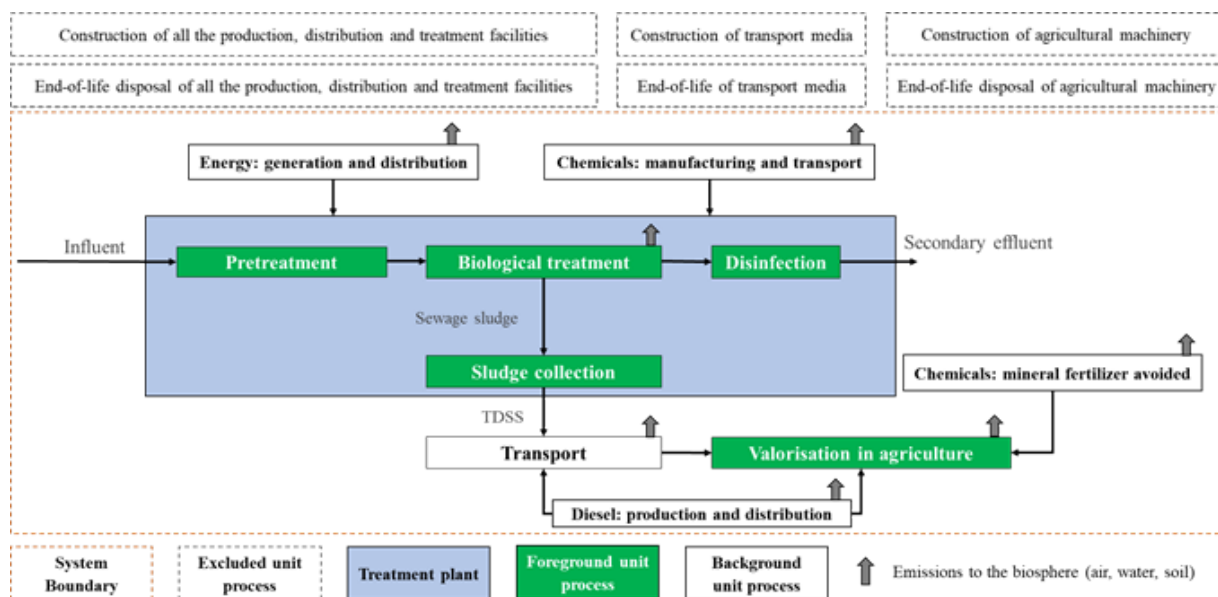 Construction of all the production, distribution and treatment facilities
Construction of transport media
Construction of agricultural machinery
End-of-life disposal of all the production, distribution and treatment facilities
End-of-life of transport media
End-of-life disposal of agricultural machinery
Energy: generation and distribution
Chemicals: manufacturing and transport
Influent
Pretreatment
Biological treatment
Disinfection
Secondary effluent
Sewage sludge
Sludge collection
Chemicals: mineral fertilizer avoided
TDSS
Transport
Valorisation in agriculture
Diesel: production and distribution
System
Boundary
Excluded unit
process
Treatment plant
Foreground unit
process
Background
unit process
Emissions to the biosphere (air, water, soil)